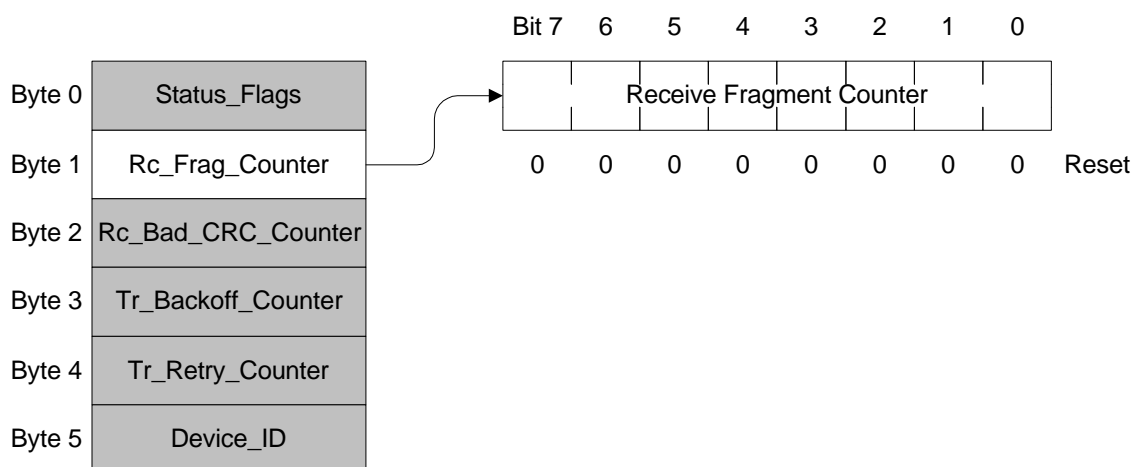 Bit 7 6 5 4 3 2 1 0
Byte 0 Status_Flags Receive Fragment Counter
Byte 1 Rc_Frag_Counter 0 0 0 0 0 0 0 0 Reset
Byte 2 Rc_Bad_CRC_Counter
Byte 3 Tr_Backoff_Counter
Byte 4 Tr_Retry_Counter
Byte 5 Device_ID